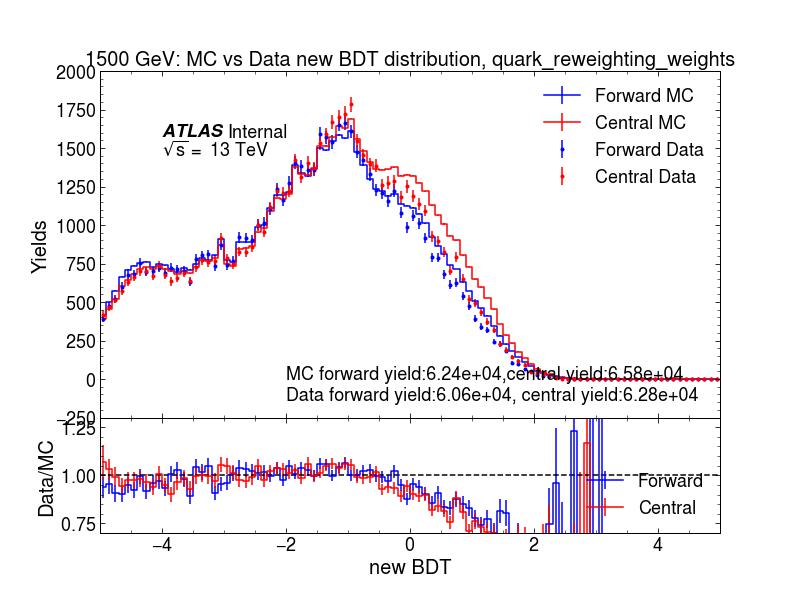 1500 GeV: MC vs Data new BDT distribution, quark_reweighting_weights
2000
1750
1500
1250
1000
750
500
250
0
−250
Yields
ATLAS Internal
√s = 13 TeV
Forward MC
Central MC
Forward Data
Central Data
MC forward yield:6.24e+04,central yield:6.58e+04
Data forward yield:6.06e+04, central yield:6.28e+04
1.25
1.00
0.75
Data/MC
Forward
Central
−4 −2 0 2 4
new BDT